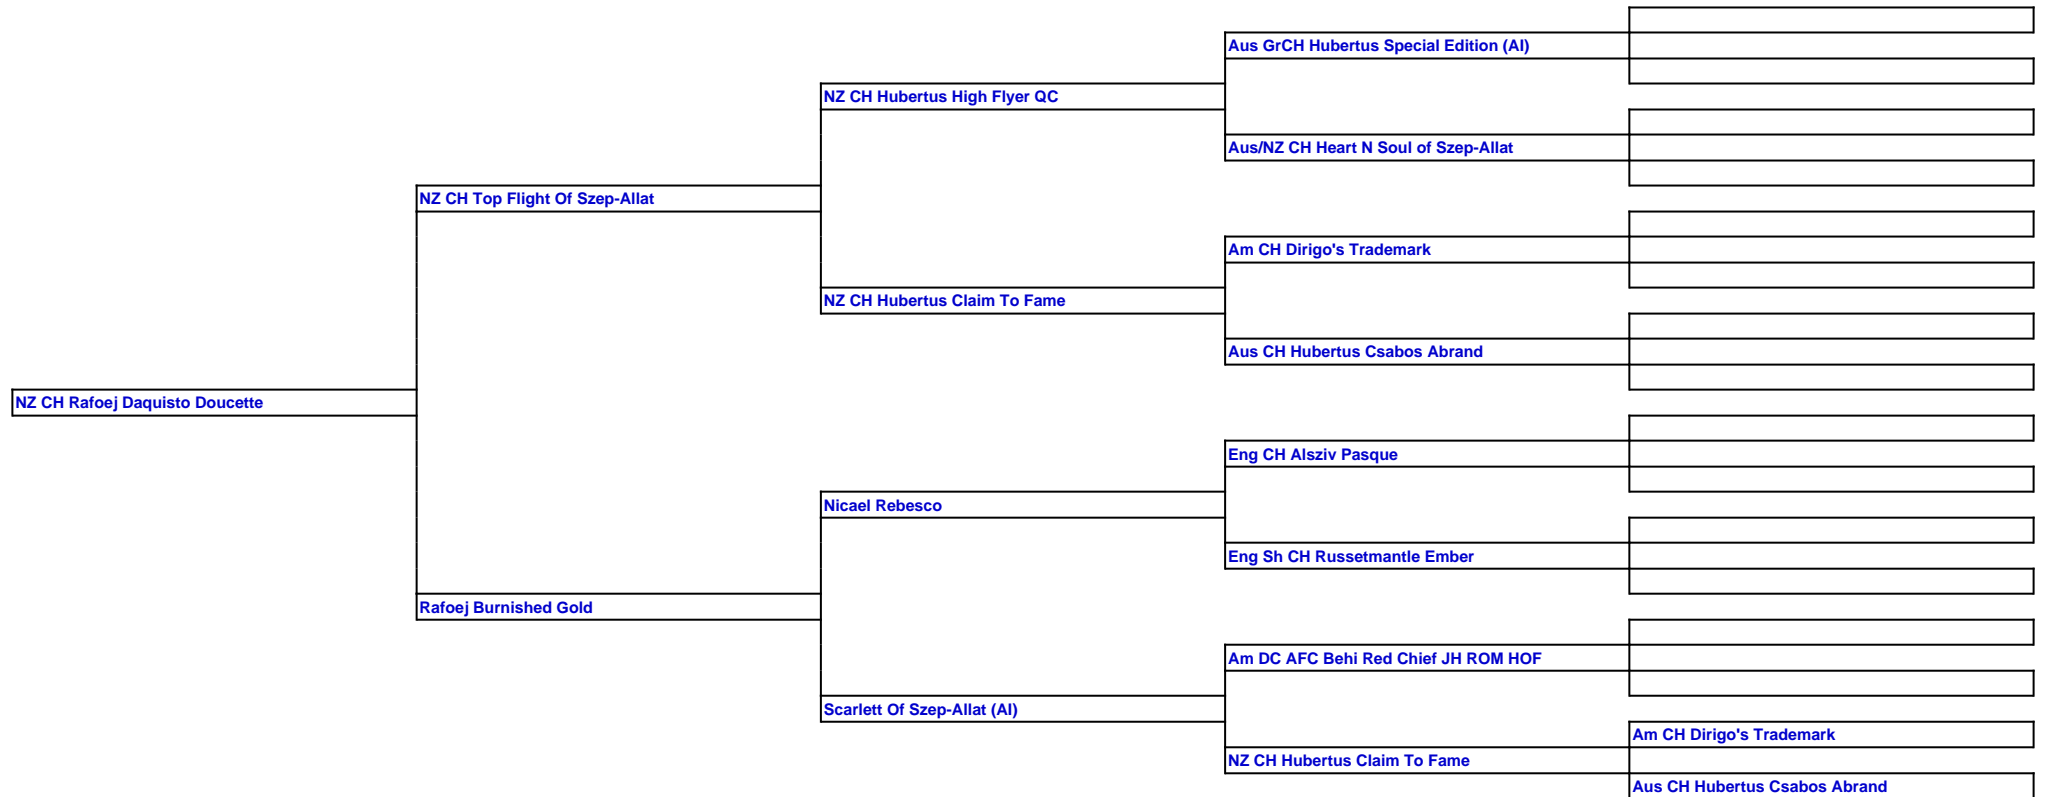 Aus GrCH Hubertus Special Edition (AI)
NZ CH Hubertus High Flyer QC
Aus/NZ CH Heart N Soul of Szep-Allat
NZ CH Top Flight Of Szep-Allat
Am CH Dirigo's Trademark
NZ CH Hubertus Claim To Fame
Aus CH Hubertus Csabos Abrand
NZ CH Rafoej Daquisto Doucette
Eng CH Alsziv Pasque
Nicael Rebesco
Eng Sh CH Russetmantle Ember
Rafoej Burnished Gold
Am DC AFC Behi Red Chief JH ROM HOF
Scarlett Of Szep-Allat (AI)
Am CH Dirigo's Trademark
NZ CH Hubertus Claim To Fame
Aus CH Hubertus Csabos Abrand